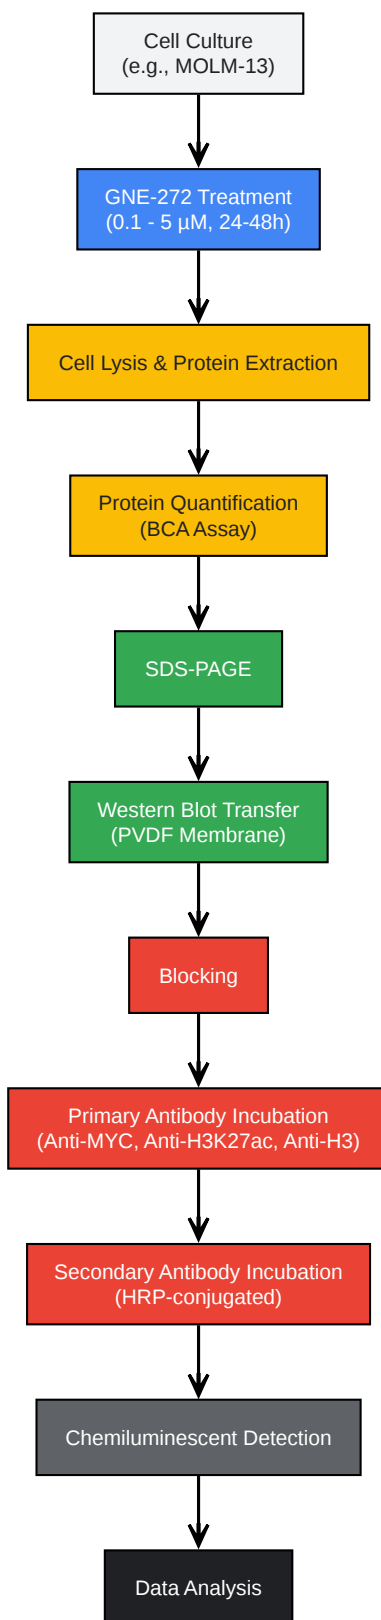 Cell Culture
(e.g., MOLM-13)
GNE-272 Treatment
(0.1 - 5 µM, 24-48h)
Cell Lysis & Protein Extraction
Protein Quantification
(BCA Assay)
SDS-PAGE
Western Blot Transfer
(PVDF Membrane)
Blocking
Primary Antibody Incubation
(Anti-MYC, Anti-H3K27ac, Anti-H3)
Secondary Antibody Incubation
(HRP-conjugated)
Chemiluminescent Detection
Data Analysis